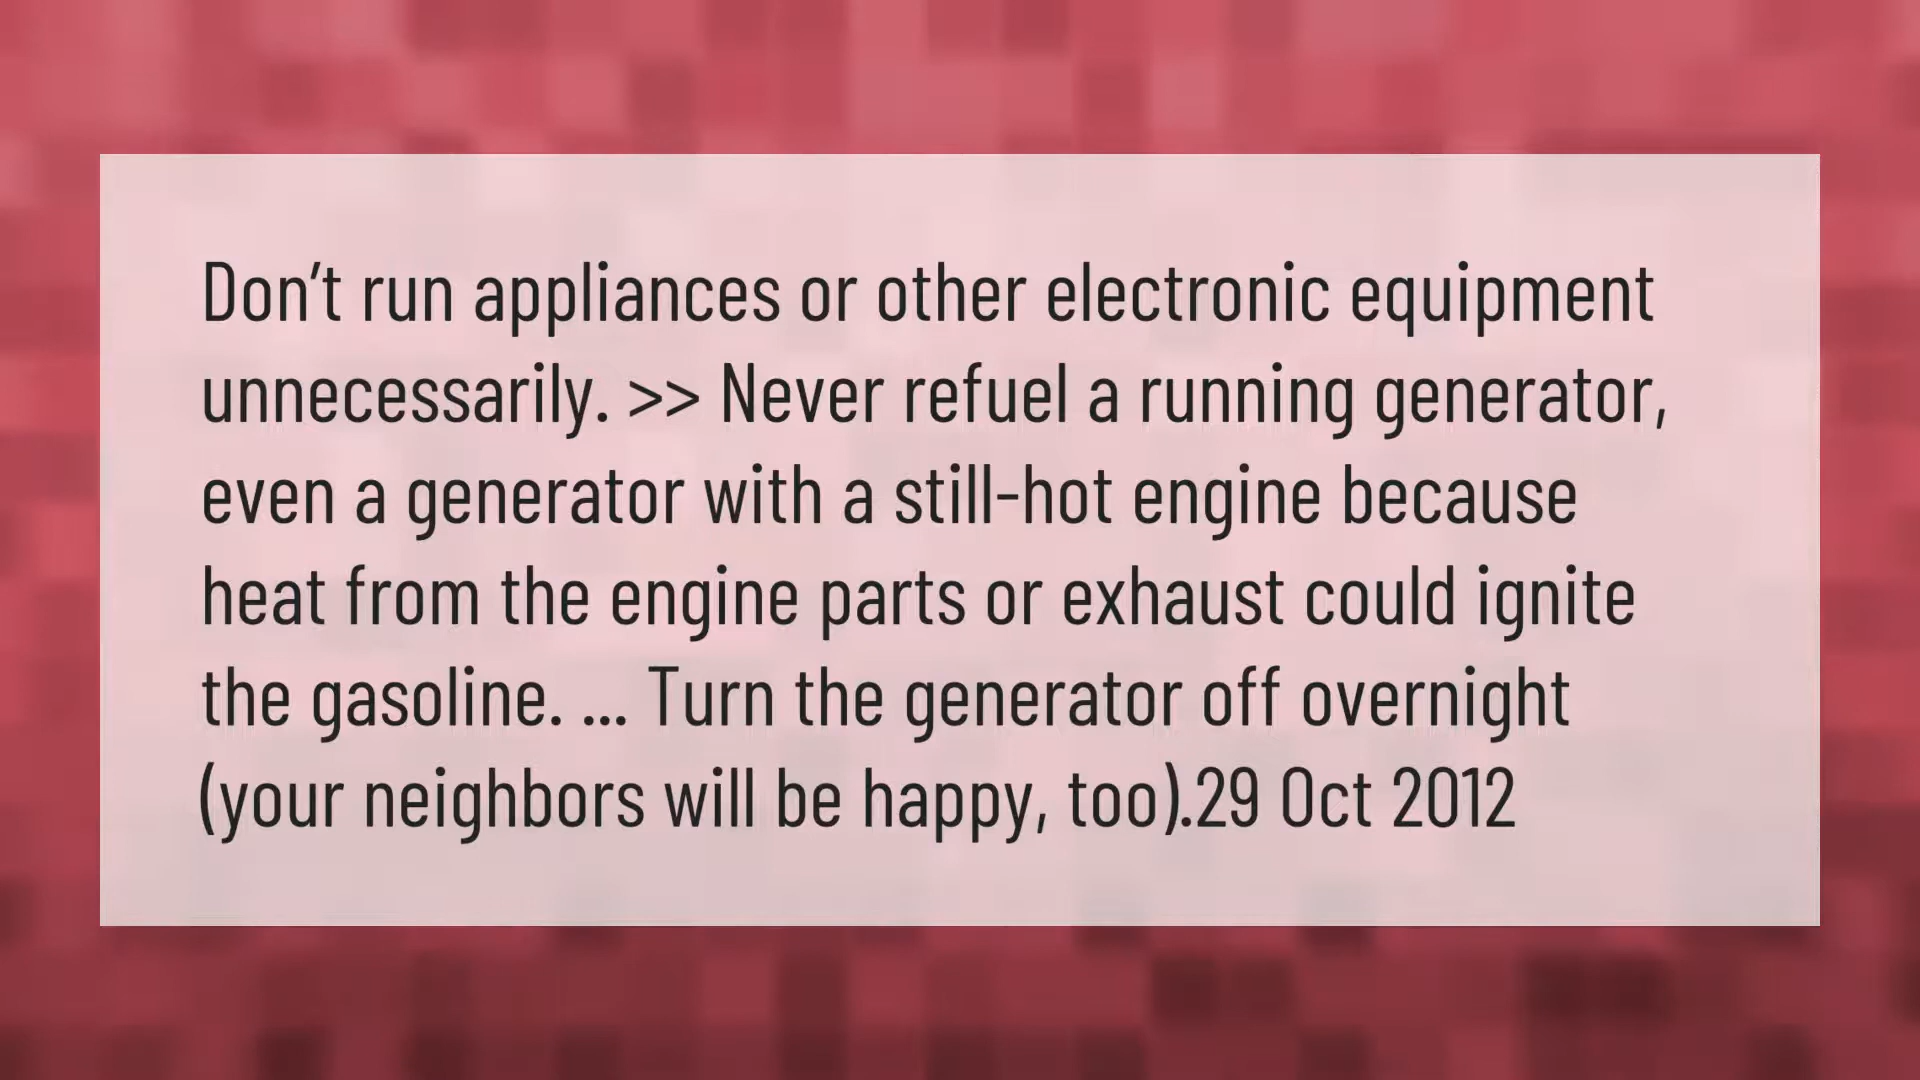 Don’t run appliances or other electronic equipment
unnecessarily. >> Never refuel a running generator,
even a generator with a still-hot engine because
heat from the engine parts or exhaust could ignite
the gasoline. ... Turn the generator off overnight
(your neighbors will be happy, too).29 Oct 2012